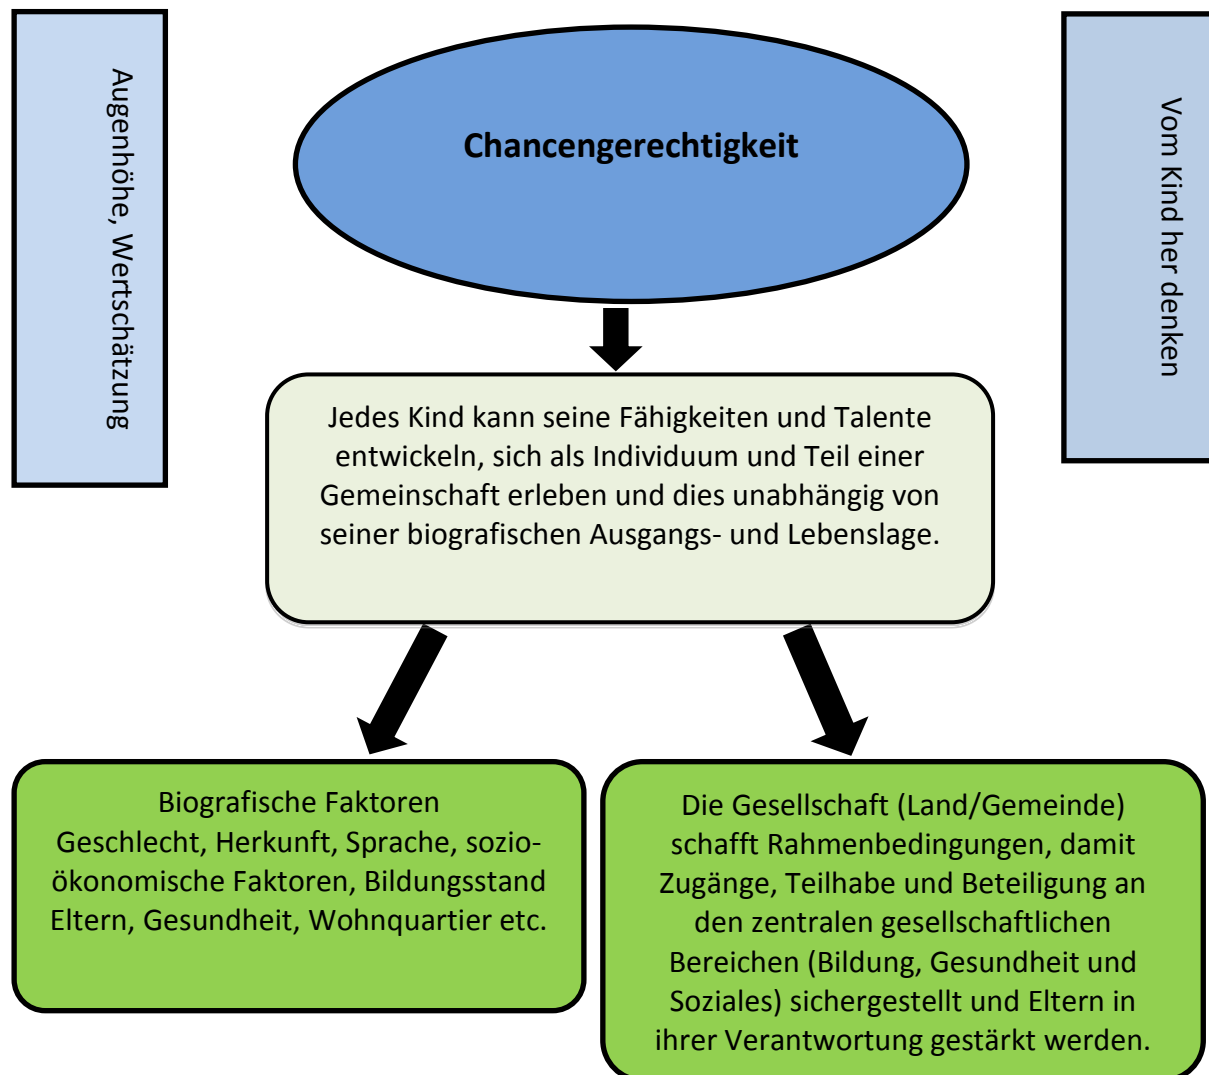 Augenhöhe, Wertschätzung
Chancengerechtigkeit
Vom Kind her denken
Jedes Kind kann seine Fähigkeiten und Talente
entwickeln, sich als Individuum und Teil einer
Gemeinschaft erleben und dies unabhängig von
seiner biografischen Ausgangs- und Lebenslage.
Biografische Faktoren
Geschlecht, Herkunft, Sprache, sozio-
ökonomische Faktoren, Bildungsstand
Eltern, Gesundheit, Wohnquartier etc.
Die Gesellschaft (Land/Gemeinde)
schafft Rahmenbedingungen, damit
Zugänge, Teilhabe und Beteiligung an
den zentralen gesellschaftlichen
Bereichen (Bildung, Gesundheit und
Soziales) sichergestellt und Eltern in
ihrer Verantwortung gestärkt werden.